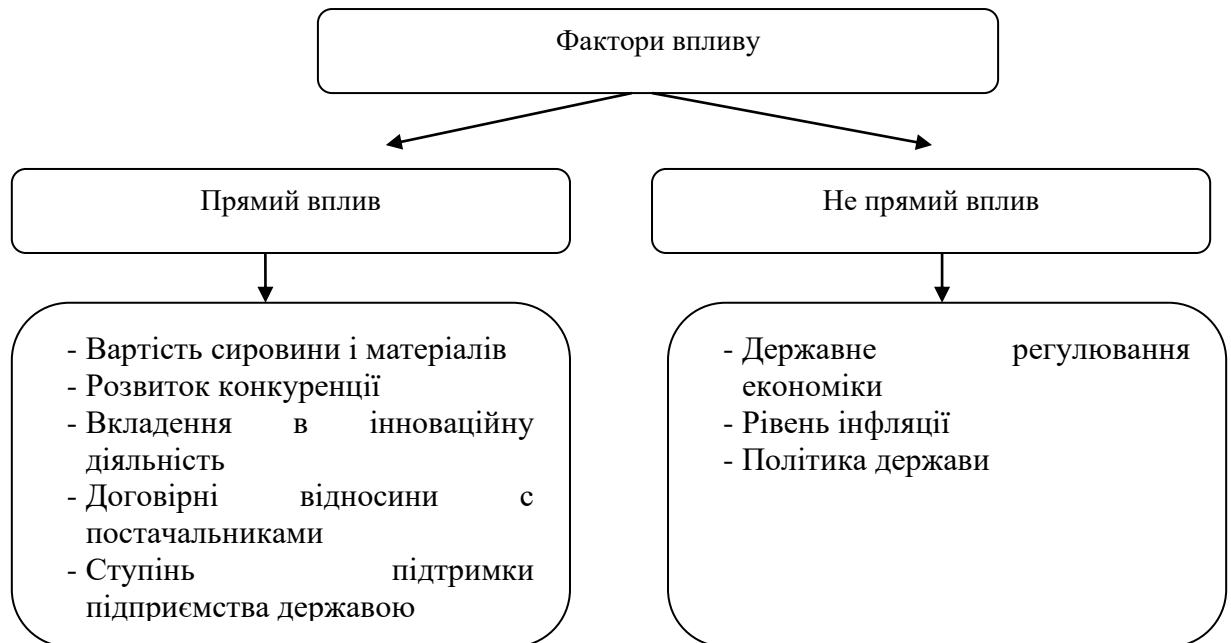 Фактори впливу
Прямий вплив
Не прямий вплив
- Вартість сировини і матеріалів
- Розвиток конкуренції
- Вкладення в інноваційну
діяльність
- Договірні відносини с
постачальниками
- Ступінь підтримки
підприємства державою
- Державне регулювання
економіки
- Рівень інфляції
- Політика держави